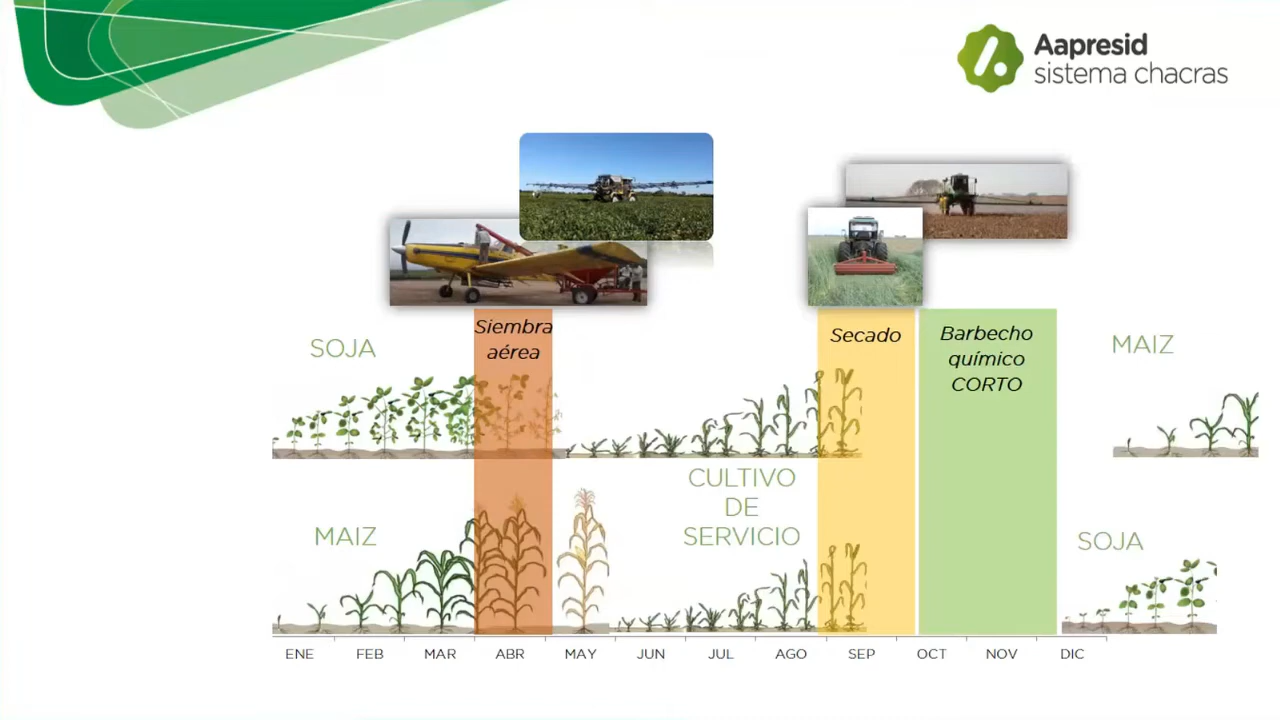 Aapresid
sistema chacras
Siembra
aérea
Secado
Barbecho
químico
CORTO
SOJA
MAIZ
CULTIVO
DE
SERVICIO
MAIZ
SOJA
ENE FEB MAR ABR MAY JUN JUL AGO SEP OCT NOV DIC